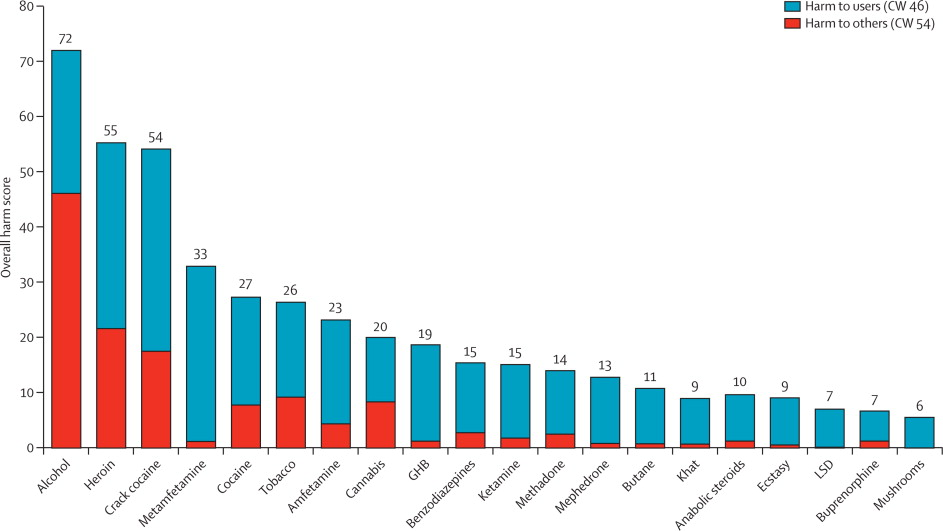 Harm to users (CW 46)
Harm to others (CW 54)
Overall harm score
80
70
60
50
40
30
20
10
0
72
55
54
33
27
26
23
20
19
15
15
14
13
11
9
10
9
7
7
6
Alcohol
Heroin
Crack cocaine
Metamfetamine
Cocaine
Tobacco
Amfetamine
Cannabis
GHB
Benzodiazepines
Ketamine
Methadone
Mephedrone
Butane
Khat
Anabolic steroids
Ecstasy
LSD
Buprenorphine
Mushrooms